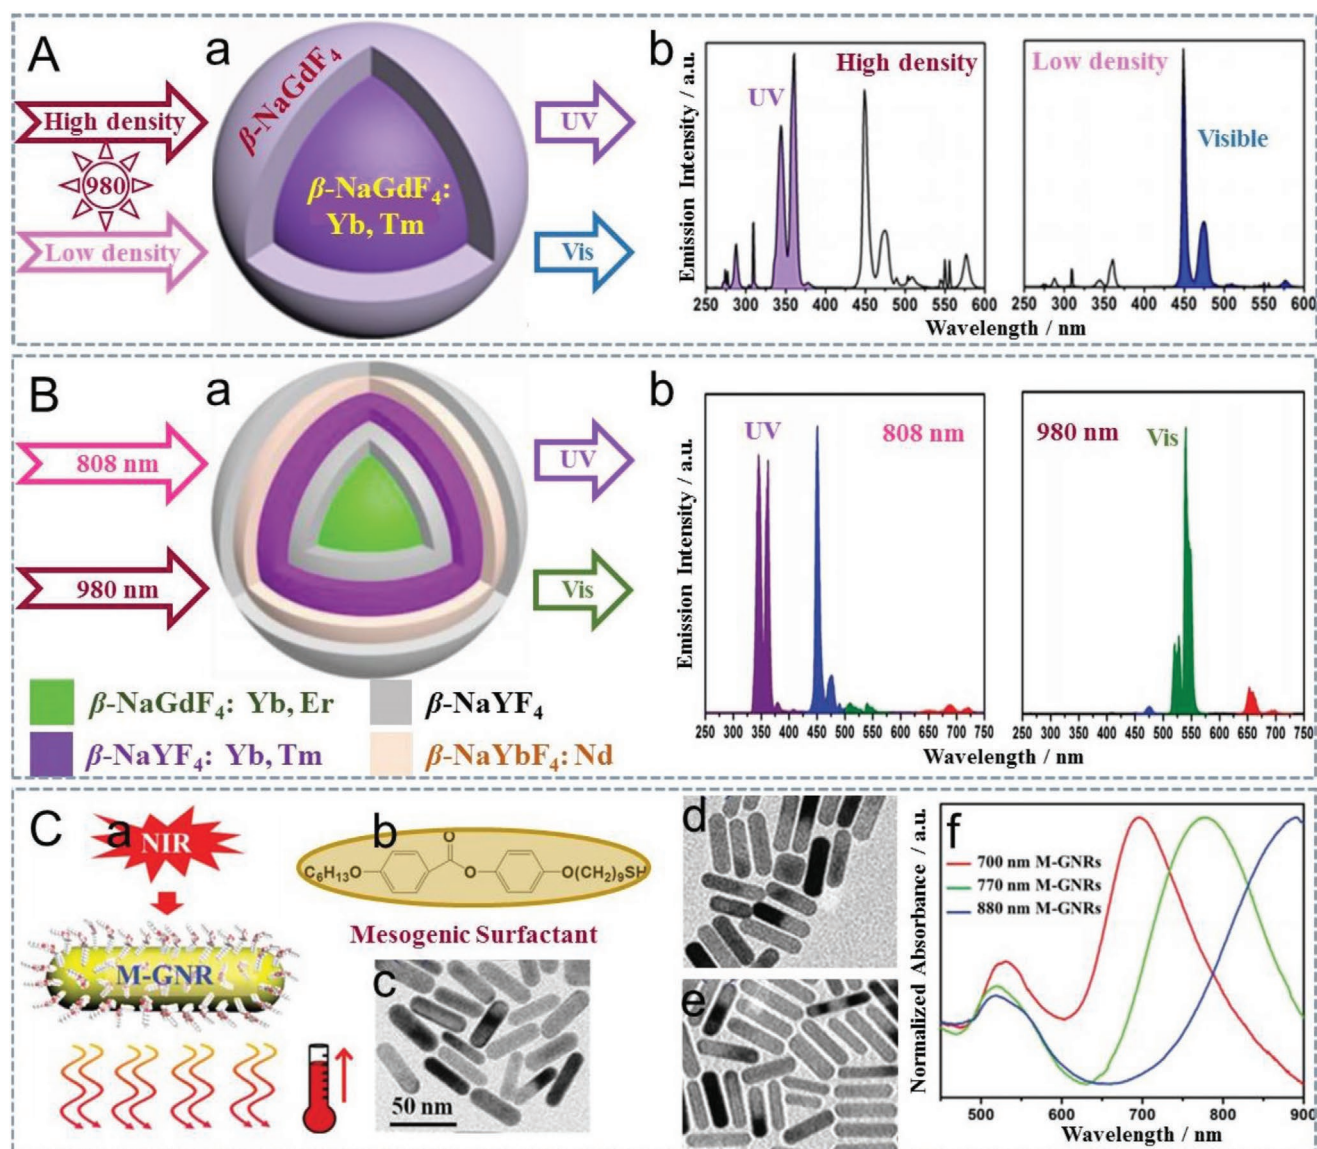 A
a
High density
980
Low density
β-NaGdF₄
β-NaGdF₄:
Yb, Tm
UV
Vis
b
Emission Intensity / a.u.
High density
UV
250 300 350 400 450 500 550 600
Low density
Visible
250 300 350 400 450 500 550 600
Wavelength / nm
B
a
808 nm
980 nm
UV
Vis
β-NaGdF₄: Yb, Er
β-NaYF₄
β-NaYF₄: Yb, Tm
β-NaYbF₄: Nd
b
Emission Intensity / a.u.
UV
808 nm
250 300 350 400 450 500 550 600 650 700 750
980 nm
Vis
250 300 350 400 450 500 550 600 650 700 750
Wavelength / nm
C
a
NIR
M-GNR
b
C₆H₁₃O
O
O
O(CH₂)₉SH
Mesogenic Surfactant
c
50 nm
d
e
f
Normalized Absorbance / a.u.
700 nm M-GNRs
770 nm M-GNRs
880 nm M-GNRs
500 600 700 800 900
Wavelength / nm